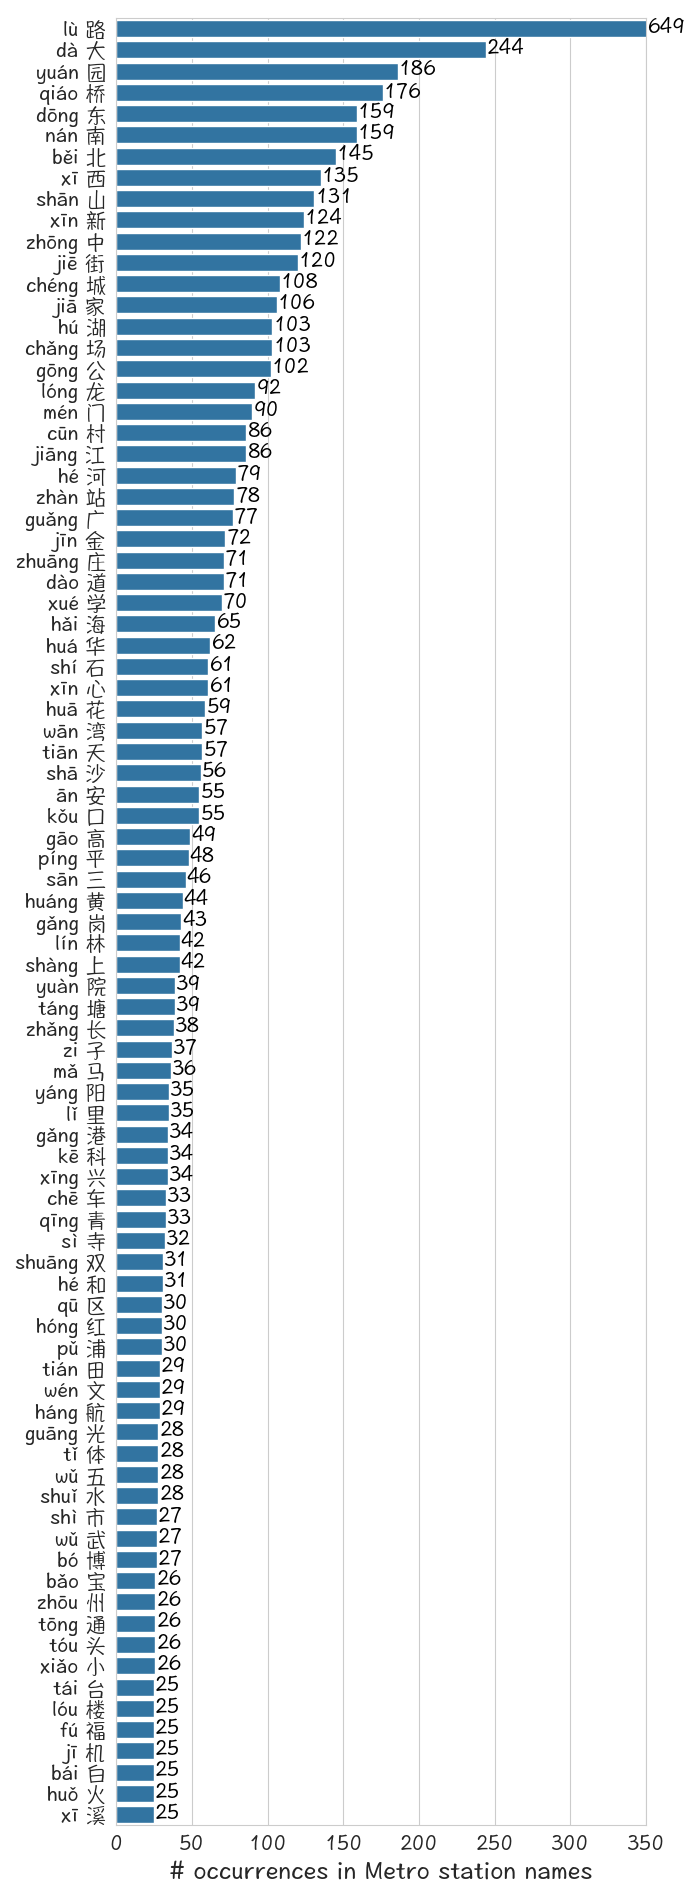 lù 路 649
dà 大 244
yuán 园 186
qiáo 桥 176
dōng 东 159
nán 南 159
běi 北 145
xī 西 135
shān 山 131
xīn 新 124
zhōng 中 122
jiē 街 120
chéng 城 108
jiā 家 106
hú 湖 103
chǎng 场 103
gōng 公 102
lóng 龙 92
mén 门 90
cūn 村 86
jiāng 江 86
hé 河 79
zhàn 站 78
guǎng 广 77
jīn 金 72
zhuāng 庄 71
dào 道 71
xué 学 70
hǎi 海 65
huá 华 62
shí 石 61
xīn 心 61
huā 花 59
wān 湾 57
tiān 天 57
shā 沙 56
ān 安 55
kǒu 口 55
gāo 高 49
píng 平 48
sān 三 46
huáng 黄 44
gǎng 岗 43
lín 林 42
shàng 上 42
yuàn 院 39
táng 塘 39
zhǎng 长 38
zi 子 37
mǎ 马 36
yáng 阳 35
lǐ 里 35
gǎng 港 34
kē 科 34
xīng 兴 34
chē 车 33
qīng 青 33
sì 寺 32
shuāng 双 31
hé 和 31
qū 区 30
hóng 红 30
pǔ 浦 30
tián 田 29
wén 文 29
háng 航 29
guāng 光 28
tǐ 体 28
wǔ 五 28
shuǐ 水 28
shì 市 27
wǔ 武 27
bó 博 27
bǎo 宝 26
zhōu 州 26
tōng 通 26
tóu 头 26
xiǎo 小 26
tái 台 25
lóu 楼 25
fú 福 25
jī 机 25
bái 白 25
huǒ 火 25
xī 溪 25
0 50 100 150 200 250 300 350
# occurrences in Metro station names